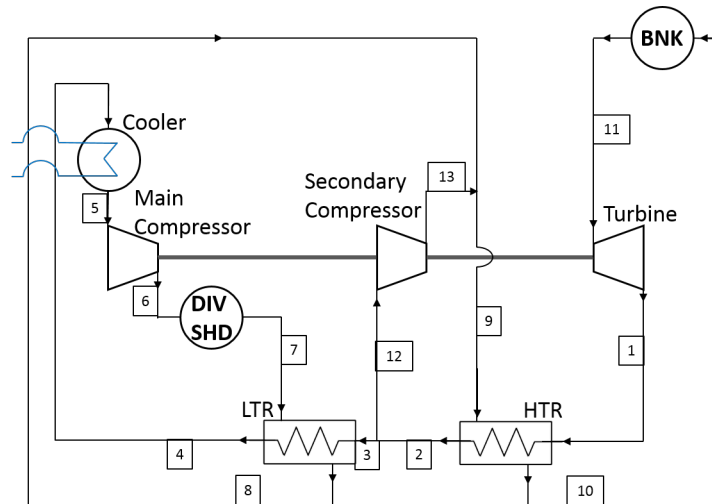 BNK
Cooler
11
13
Secondary
Compressor
5
Main
Compressor
Turbine
6
DIV
SHD
7
12
9
1
LTR
HTR
4
3
2
8
10